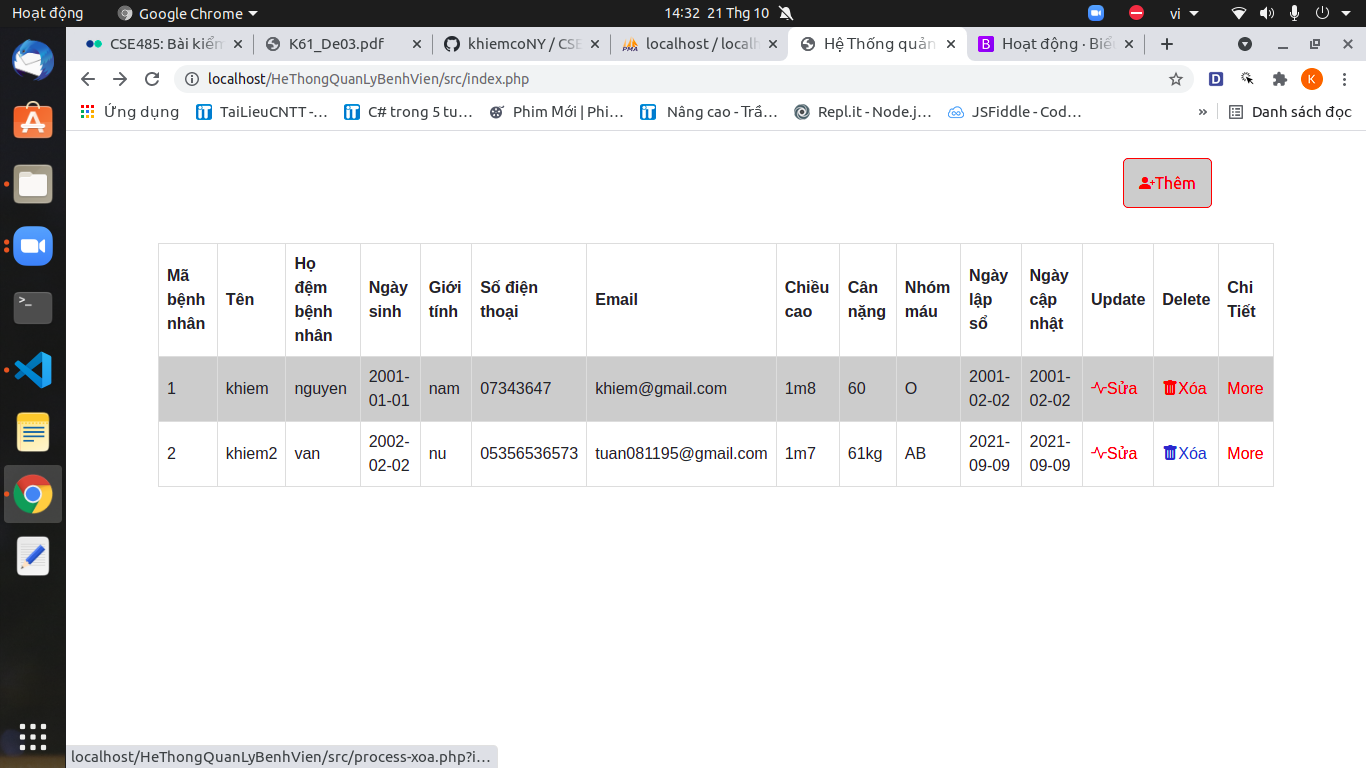 Hoạt động
Google Chrome
14:32 21 Thg 10
vi
CSE485: Bài kiểm
K61_De03.pdf
khiemcoNY / CSE
localhost / localh
Hệ Thống quản
Hoạt động · Biểu
localhost/HeThongQuanLyBenhVien/src/index.php
K
Ứng dụng
TaiLieuCNTT -...
C# trong 5 tu...
Phim Mới | Phi...
Nâng cao - Trầ...
Repl.it - Node.j...
JSFiddle - Cod...
»
Danh sách đọc
Thêm
Mã bệnh nhân
Tên
Họ đệm bệnh nhân
Ngày sinh
Giới tính
Số điện thoại
Email
Chiều cao
Cân nặng
Nhóm máu
Ngày lập sổ
Ngày cập nhật
Update
Delete
Chi Tiết
1 khiem nguyen 2001-01-01 nam 07343647 khiem@gmail.com 1m8 60 O 2001-02-02 2001-02-02 Sửa Xóa More
2 khiem2 van 2002-02-02 nu 05356536573 tuan081195@gmail.com 1m7 61kg AB 2021-09-09 2021-09-09 Sửa Xóa More
localhost/HeThongQuanLyBenhVien/src/process-xoa.php?i...